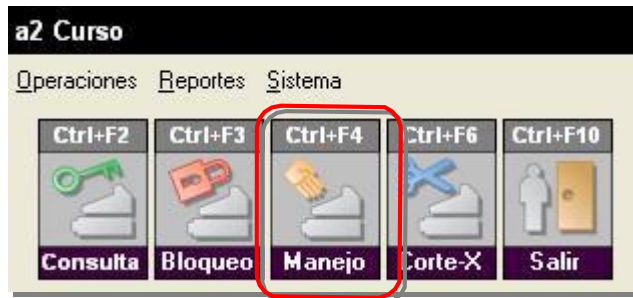 a2 Curso
Operaciones Reportes Sistema
Ctrl+F2 Ctrl+F3 Ctrl+F4 Ctrl+F6 Ctrl+F10
Consulta Bloqueo Manejo Corte-X Salir